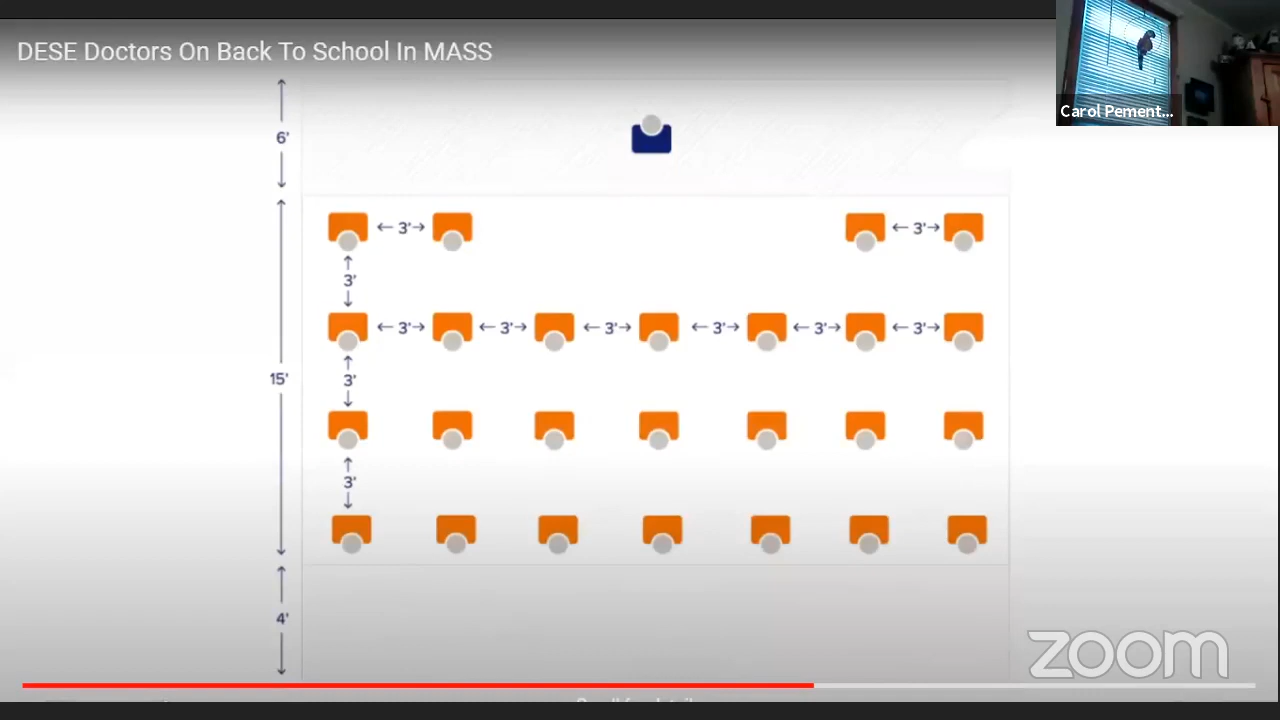 DESE Doctors On Back To School In MASS
Carol Pement...
6'
3' 3'
3'
3' 3' 3' 3' 3' 3'
15'
3'
3'
4'
zoom